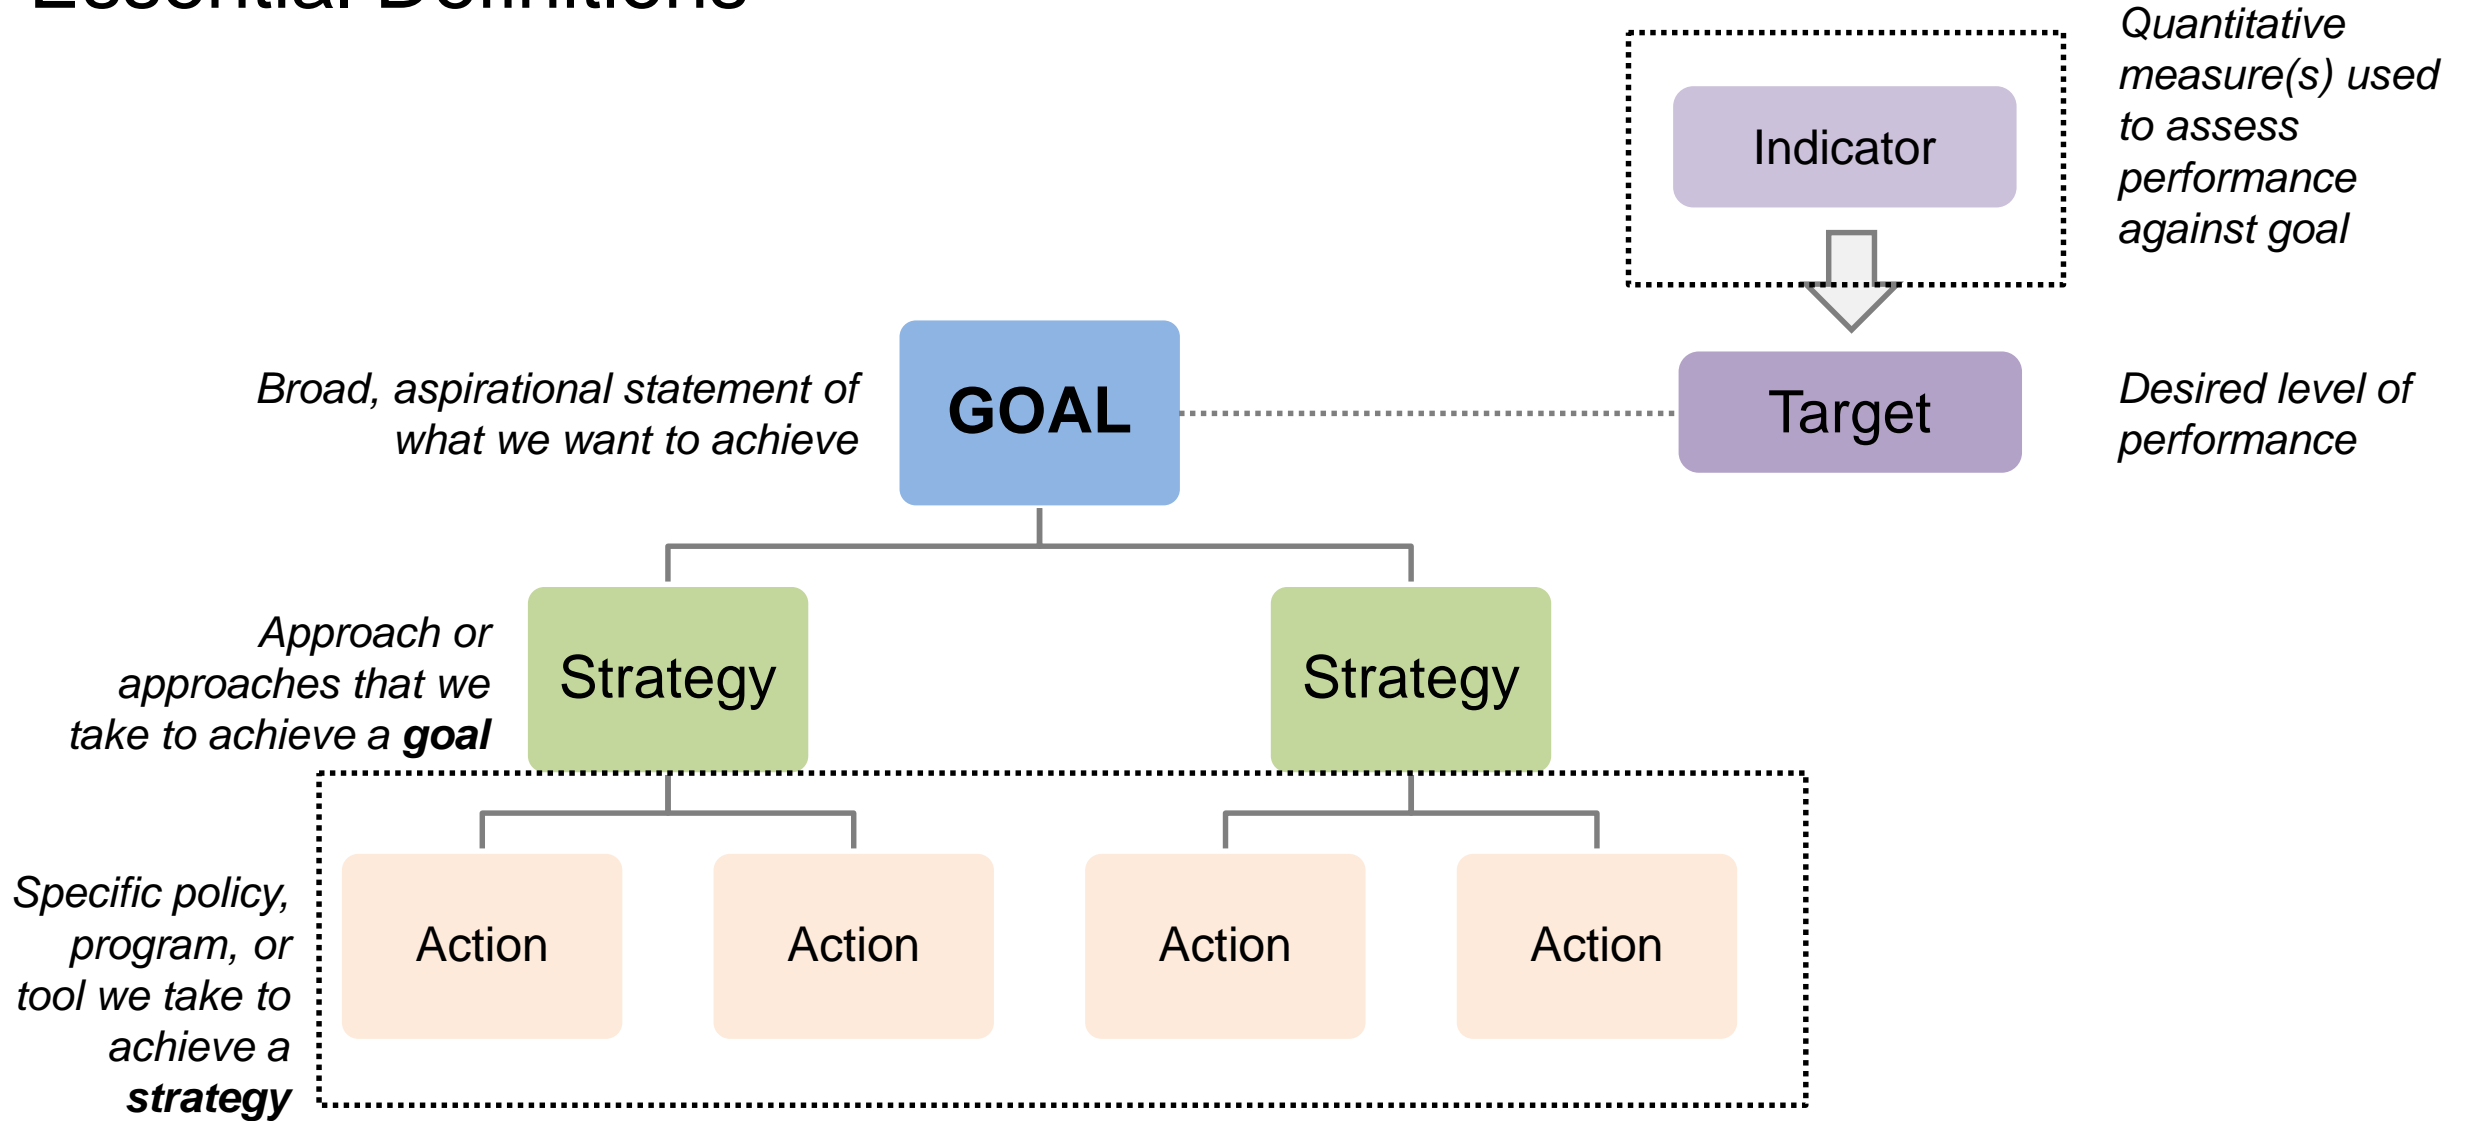 Essential Definitions
Quantitative
measure(s) used
to assess
performance
against goal
Indicator
Broad, aspirational statement of
what we want to achieve
GOAL
Target
Desired level of
performance
Approach or
approaches that we
take to achieve a goal
Strategy
Strategy
Specific policy,
program, or
tool we take to
achieve a
strategy
Action
Action
Action
Action